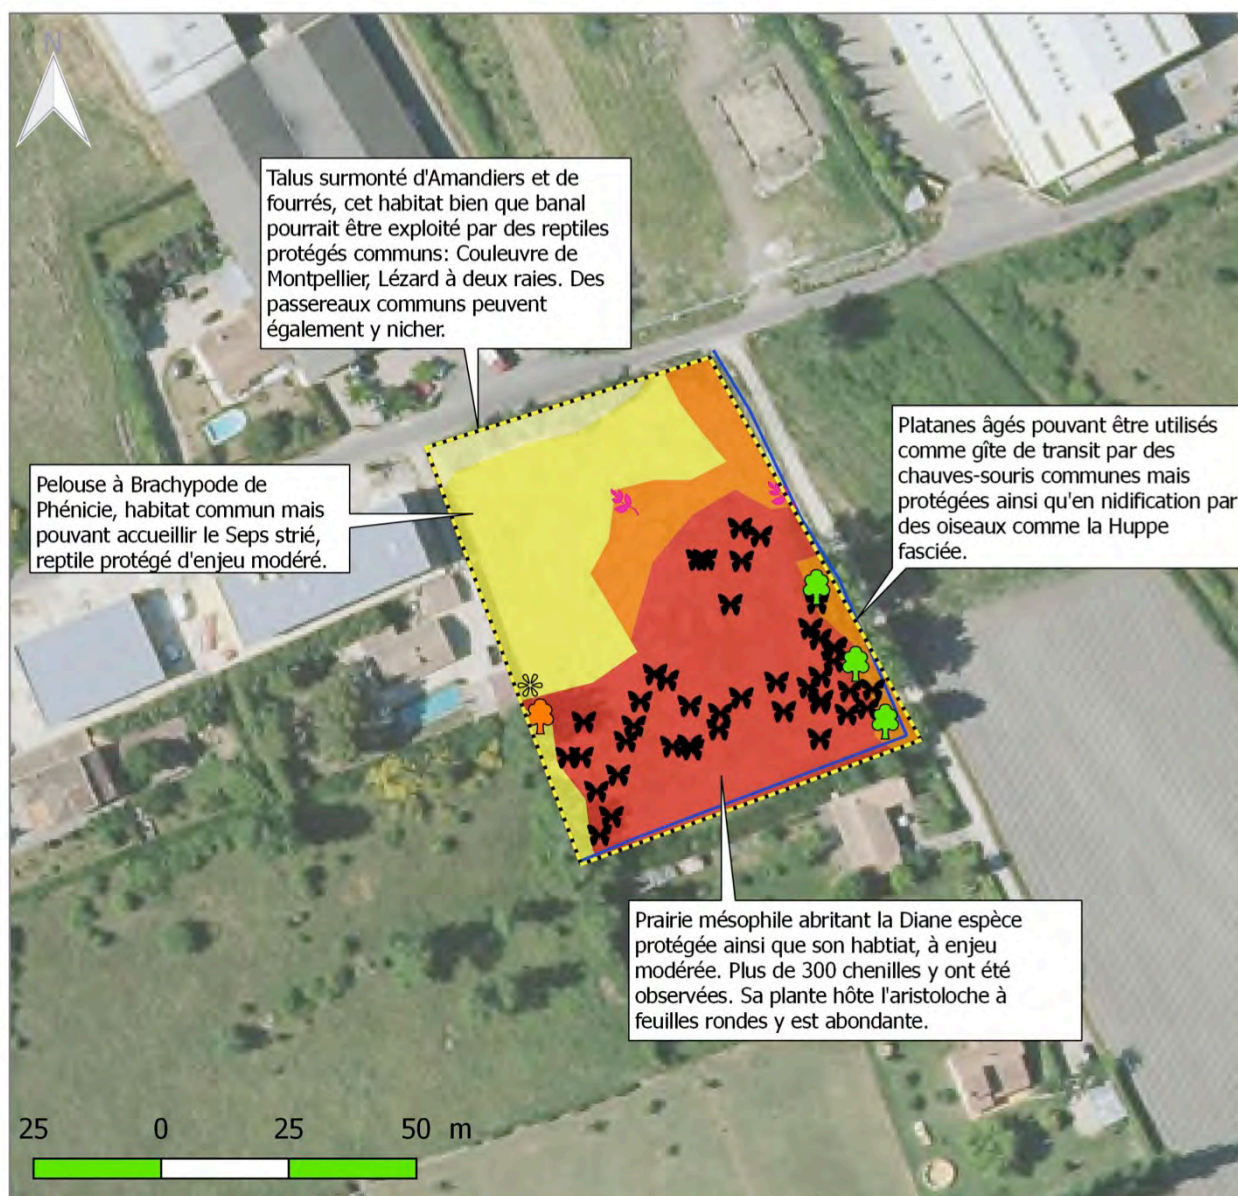 N
Talus surmonté d'Amandiers et de
fourrés, cet habitat bien que banal
pourrait être exploité par des reptiles
protégés communs: Couleuvre de
Montpellier, Lézard à deux raies. Des
passereaux communs peuvent
également y nicher.
Platanes âgés pouvant être utilisés
comme gîte de transit par des
chauves-souris communes mais
protégées ainsi qu'en nidification par
des oiseaux comme la Huppe
fasciée.
Pelouse à Brachypode de
Phénicie, habitat commun mais
pouvant accueillir le Seps strié,
reptile protégé d'enjeu modéré.
Prairie mésophile abritant la Diane espèce
protégée ainsi que son habtiat, à enjeu
modérée. Plus de 300 chenilles y ont été
observées. Sa plante hôte l'aristoloche à
feuilles rondes y est abondante.
25 0 25 50 m